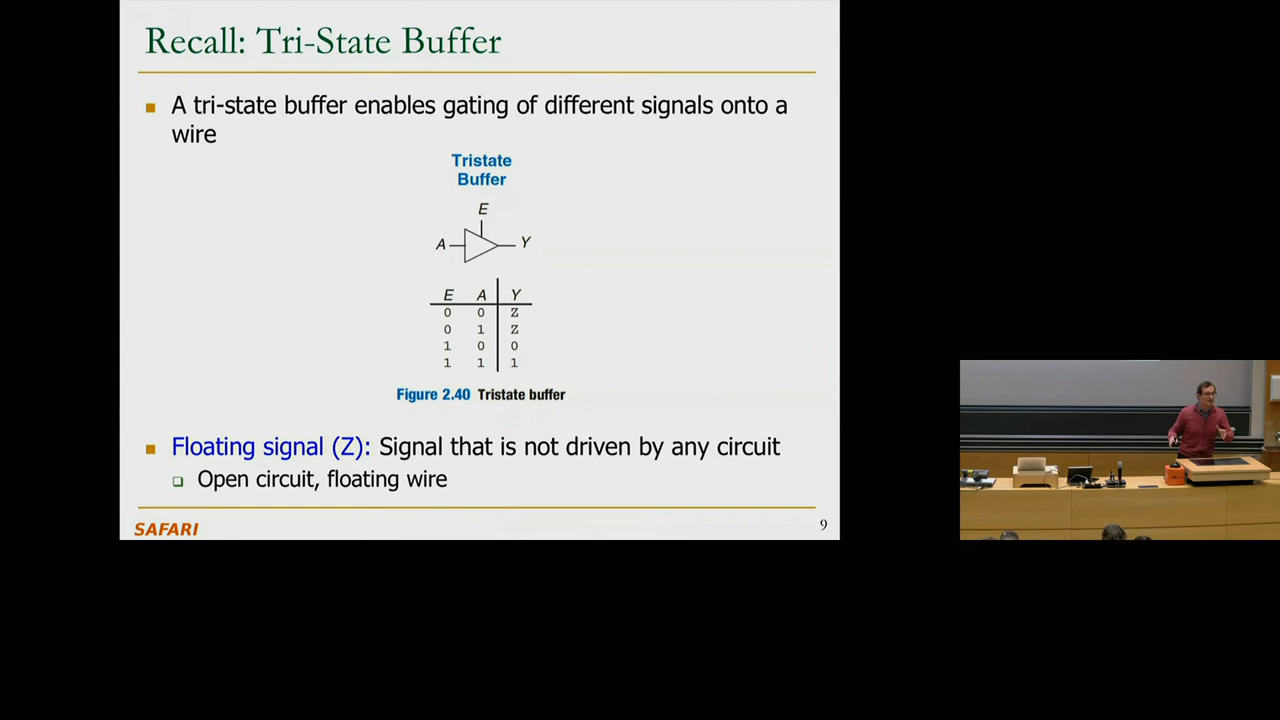 Recall: Tri-State Buffer
A tri-state buffer enables gating of different signals onto a
wire
Tristate
Buffer
E
A
Y
E A Y
0 0 Z
0 1 Z
1 0 0
1 1 1
Figure 2.40 Tristate buffer
Floating signal (Z): Signal that is not driven by any circuit
Open circuit, floating wire
SAFARI
9